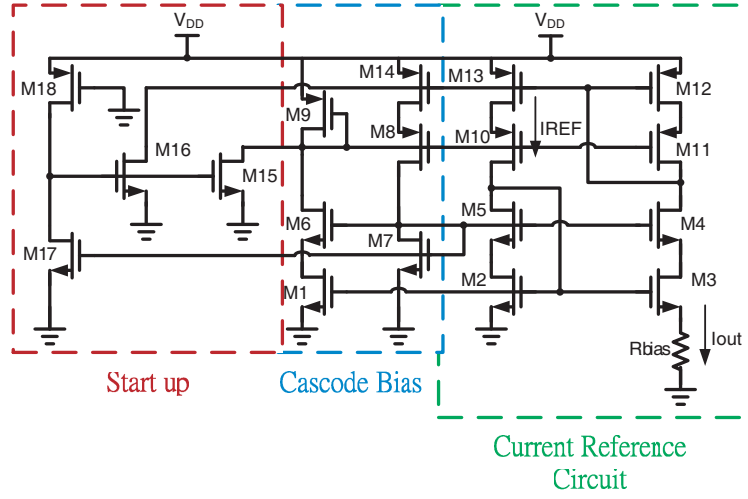 VDD
VDD
M18
M14
M13
M12
M9
M8
M10
IREF
M11
M16
M15
M6
M5
M4
M17
M7
M1
M2
M3
Rbias
Iout
Start up
Cascode Bias
Current Reference
Circuit